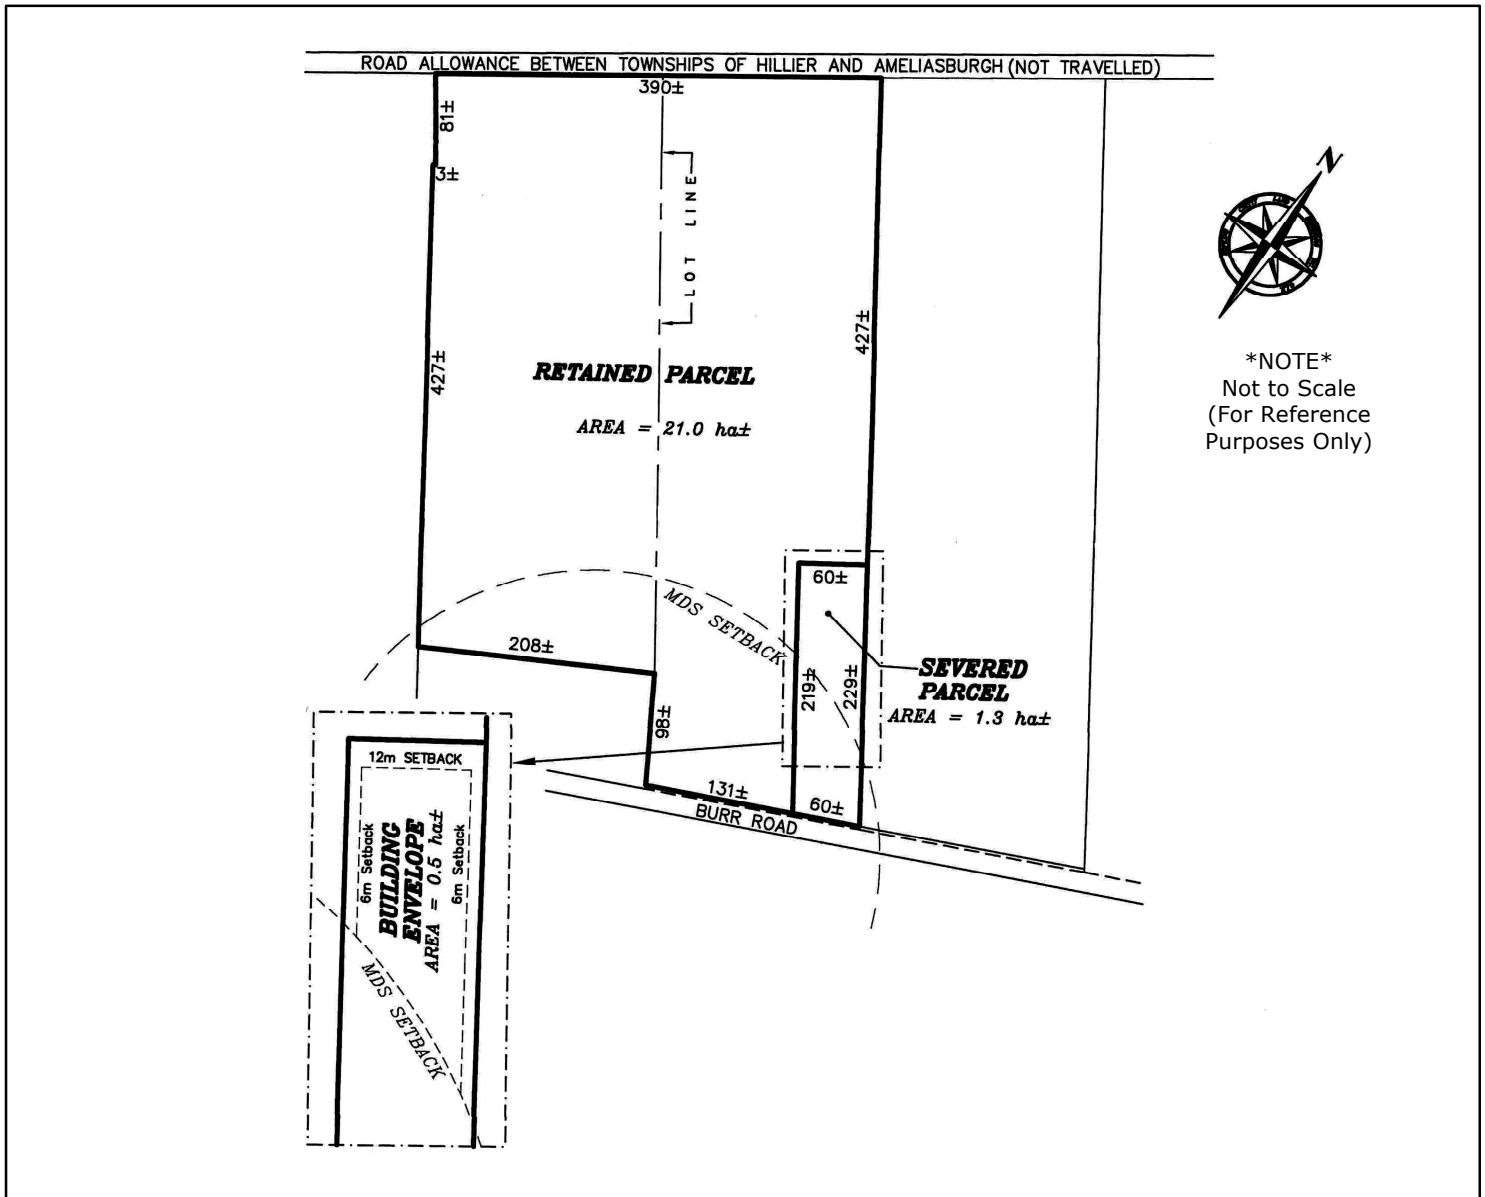 ROAD ALLOWANCE BETWEEN TOWNSHIPS OF HILLIER AND AMELIASBURGH (NOT TRAVELLED)
390±
81±
3±
LOT LINE
N
427±
427±
*NOTE*
Not to Scale
(For Reference
Purposes Only)
RETAINED PARCEL
AREA = 21.0 ha±
60±
MDS SETBACK
208±
219±
229±
SEVERED
PARCEL
AREA = 1.3 ha±
98±
131±
60±
BURR ROAD
12m SETBACK
6m Setback
BUILDING
ENVELOPE
AREA = 0.5 ha±
6m Setback
MDS SETBACK